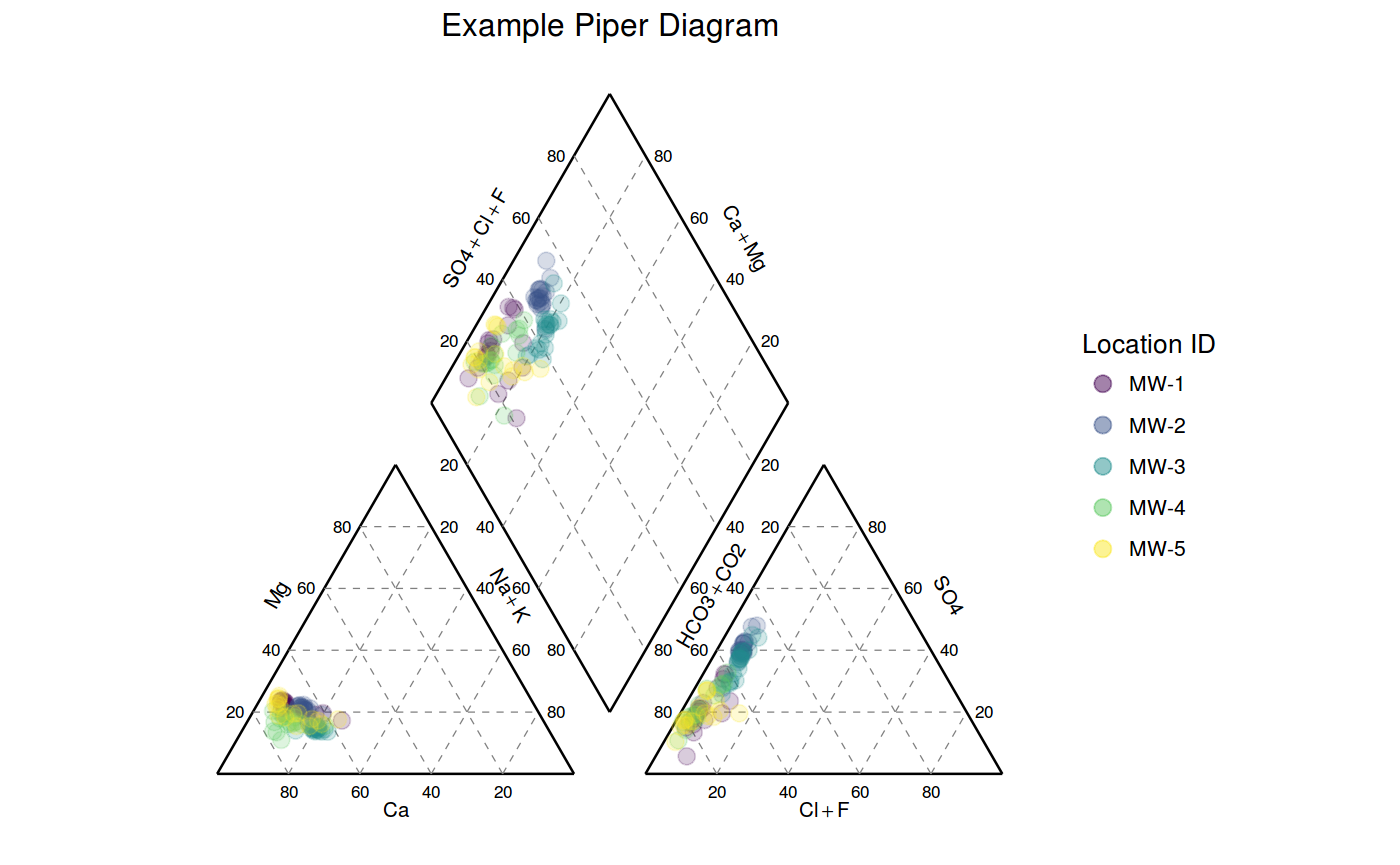 Example Piper Diagram
80 80
SO4+Cl+F 60 60 Ca+Mg
40 40
20 20
Location ID
MW-1
MW-2
MW-3
MW-4
MW-5
20 20
80 20 40 40 20 80
Mg 60 40 60 Na+K HCO3+CO2 60 40 60 SO4
40 60 80 80 60 40
20 80 80 20
80 60 40 20 20 40 60 80
Ca Cl+F